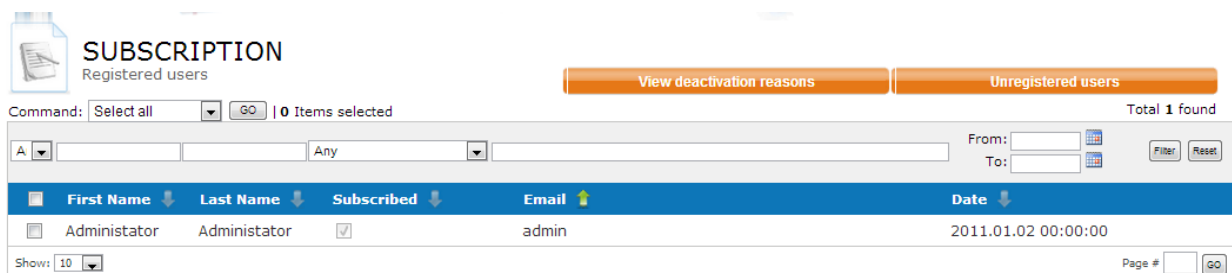 SUBSCRIPTION
Registered users
View deactivation reasons Unregistered users
Command: Select all GO | 0 Items selected Total 1 found
A Any From: To: Filter Reset
First Name Last Name Subscribed Email Date
Administator Administator admin 2011.01.02 00:00:00
Show: 10 Page # GO